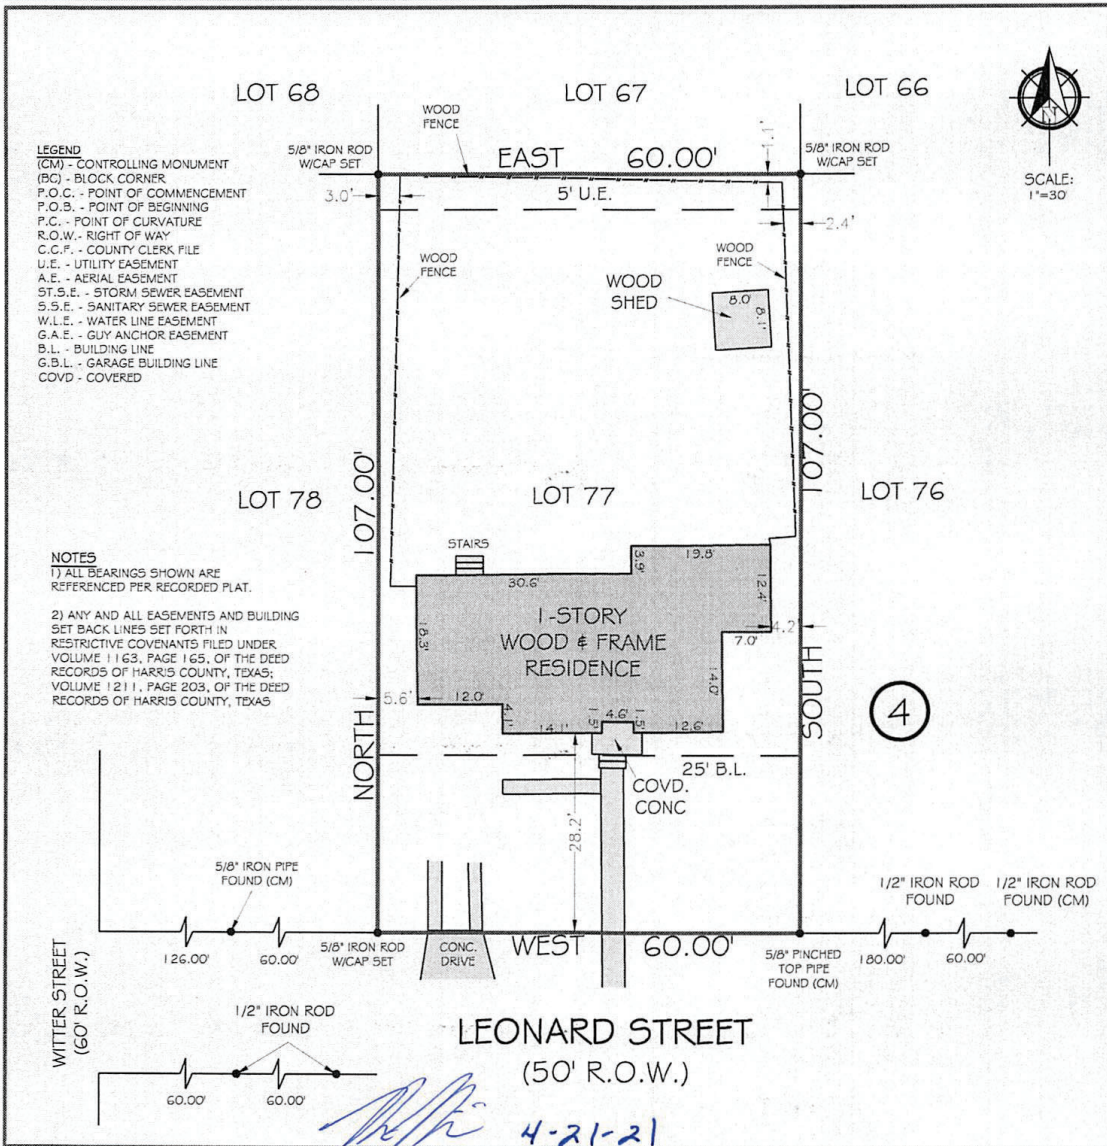 LOT 68
LOT 67
LOT 66
WOOD
FENCE
N
SCALE:
1"=30'
LEGEND
(CM) - CONTROLLING MONUMENT
(BC) - BLOCK CORNER
P.O.C. - POINT OF COMMENCEMENT
P.O.B. - POINT OF BEGINNING
P.C. - POINT OF CURVATURE
R.O.W.- RIGHT OF WAY
C.C.F. - COUNTY CLERK FILE
U.E. - UTILITY EASEMENT
A.E. - AERIAL EASEMENT
ST.S.E. - STORM SEWER EASEMENT
S.S.E. - SANITARY SEWER EASEMENT
W.L.E. - WATER LINE EASEMENT
G.A.E. - GUY ANCHOR EASEMENT
B.L. - BUILDING LINE
G.B.L. - GARAGE BUILDING LINE
COVD - COVERED
5/8" IRON ROD
W/CAP SET
EAST 60.00'
1.1'
5/8" IRON ROD
W/CAP SET
3.0'
5' U.E.
2.4'
WOOD
FENCE
WOOD
FENCE
WOOD
SHED
8.0'
8.1'
107.00'
107.00'
LOT 78
LOT 77
LOT 76
NOTES
1) ALL BEARINGS SHOWN ARE
REFERENCED PER RECORDED PLAT.
2) ANY AND ALL EASEMENTS AND BUILDING
SET BACK LINES SET FORTH IN
RESTRICTIVE COVENANTS FILED UNDER
VOLUME 1163, PAGE 165, OF THE DEED
RECORDS OF HARRIS COUNTY, TEXAS;
VOLUME 1211, PAGE 203, OF THE DEED
RECORDS OF HARRIS COUNTY, TEXAS
STAIRS
30.6'
3.9'
19.8'
12.4'
1-STORY
WOOD & FRAME
RESIDENCE
18.3'
4.2'
7.0'
14.0'
5.6'
12.0'
4.1'
14.1'
1.5'
4.6'
1.5'
12.6'
NORTH
SOUTH
4
25' B.L.
COVD.
CONC
28.2'
5/8" IRON PIPE
FOUND (CM)
1/2" IRON ROD
FOUND
1/2" IRON ROD
FOUND (CM)
126.00'
60.00'
5/8" IRON ROD
W/CAP SET
CONC.
DRIVE
WEST 60.00'
5/8" PINCHED
TOP PIPE
FOUND (CM)
180.00'
60.00'
WITTER STREET
(60' R.O.W.)
1/2" IRON ROD
FOUND
60.00'
60.00'
LEONARD STREET
(50' R.O.W.)
4-21-21